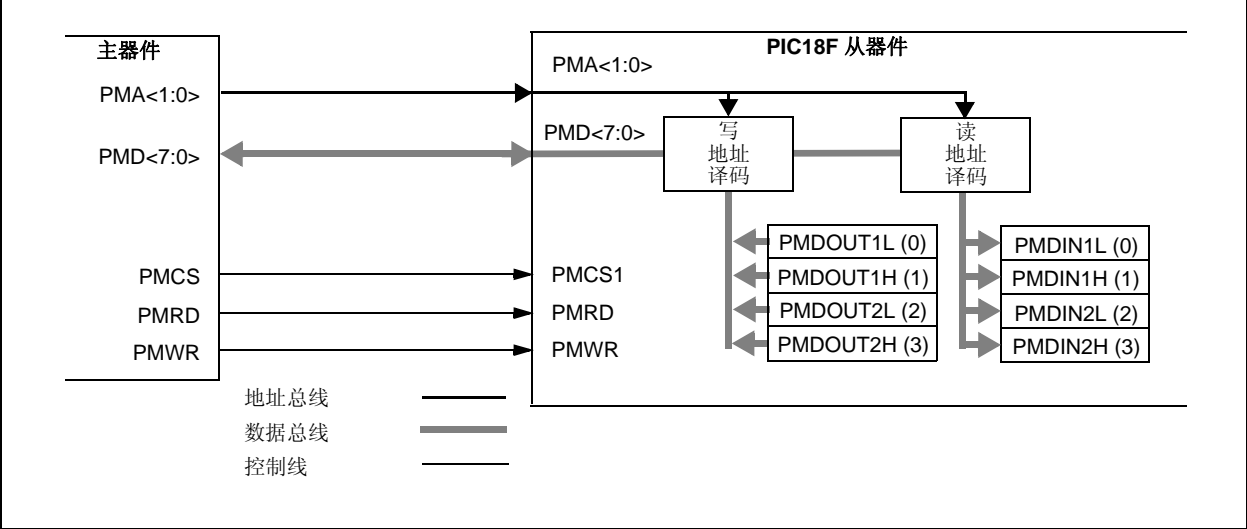 主器件
PIC18F 从器件
PMA<1:0>
PMA<1:0>
PMD<7:0>
PMD<7:0>
写
地址
译码
读
地址
译码
PMDOUT1L (0)
PMDIN1L (0)
PMCS
PMCS1
PMDOUT1H (1)
PMDIN1H (1)
PMRD
PMRD
PMDOUT2L (2)
PMDIN2L (2)
PMWR
PMWR
PMDOUT2H (3)
PMDIN2H (3)
地址总线
数据总线
控制线